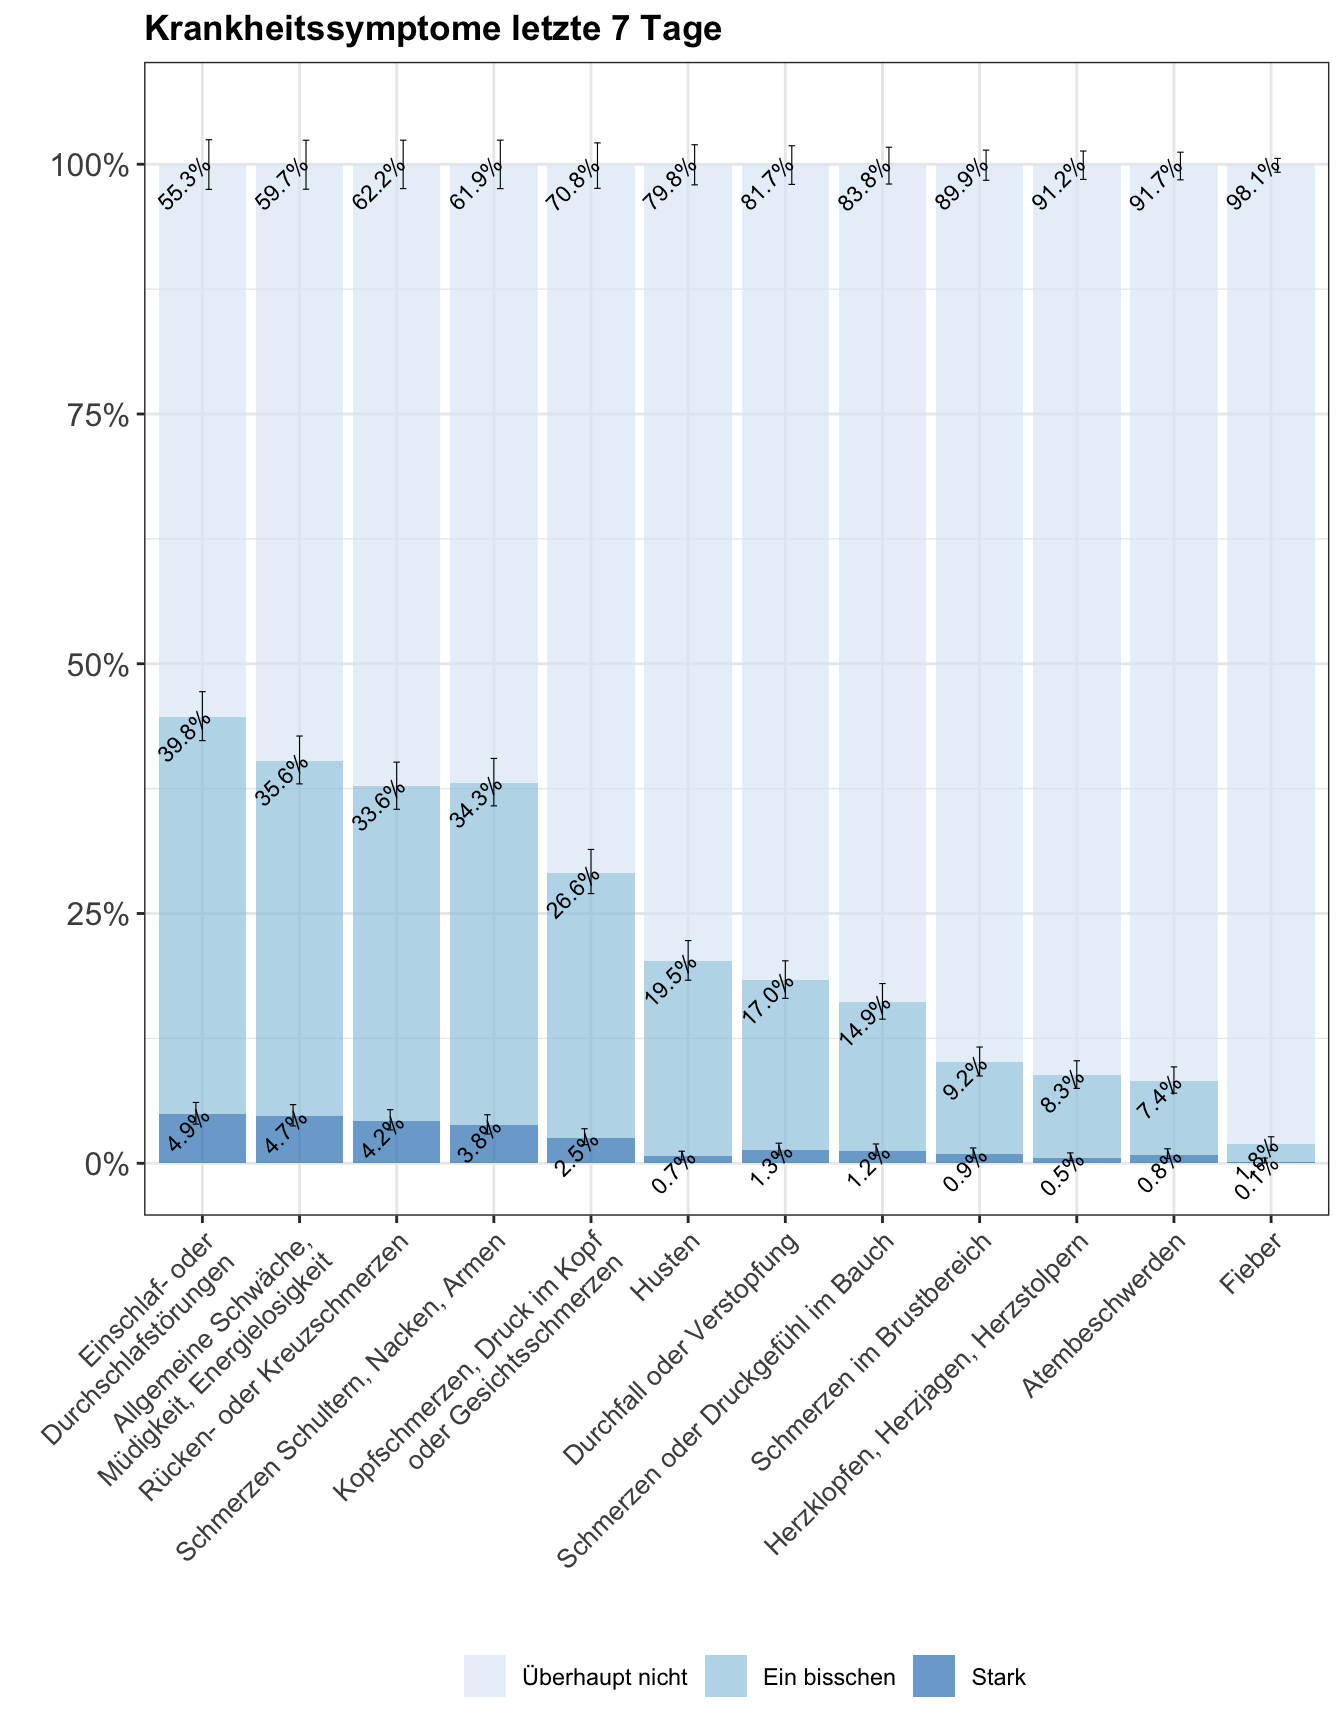 Krankheitssymptome letzte 7 Tage
100%
75%
50%
25%
0%
55.3%
59.7%
62.2%
61.9%
70.8%
79.8%
81.7%
83.8%
89.9%
91.2%
91.7%
98.1%
39.8%
35.6%
33.6%
34.3%
26.6%
19.5%
17.0%
14.9%
9.2%
8.3%
7.4%
1.8%
4.9%
4.7%
4.2%
3.8%
2.5%
0.7%
1.3%
1.2%
0.9%
0.5%
0.8%
0.1%
Einschlaf- oder
Durchschlafstörungen
Allgemeine Schwäche,
Müdigkeit, Energielosigkeit
Rücken- oder Kreuzschmerzen
Schmerzen Schultern, Nacken, Armen
Kopfschmerzen, Druck im Kopf
oder Gesichtsschmerzen
Husten
Durchfall oder Verstopfung
Schmerzen oder Druckgefühl im Bauch
Schmerzen im Brustbereich
Herzklopfen, Herzjagen, Herzstolpern
Atembeschwerden
Fieber
Überhaupt nicht
Ein bisschen
Stark